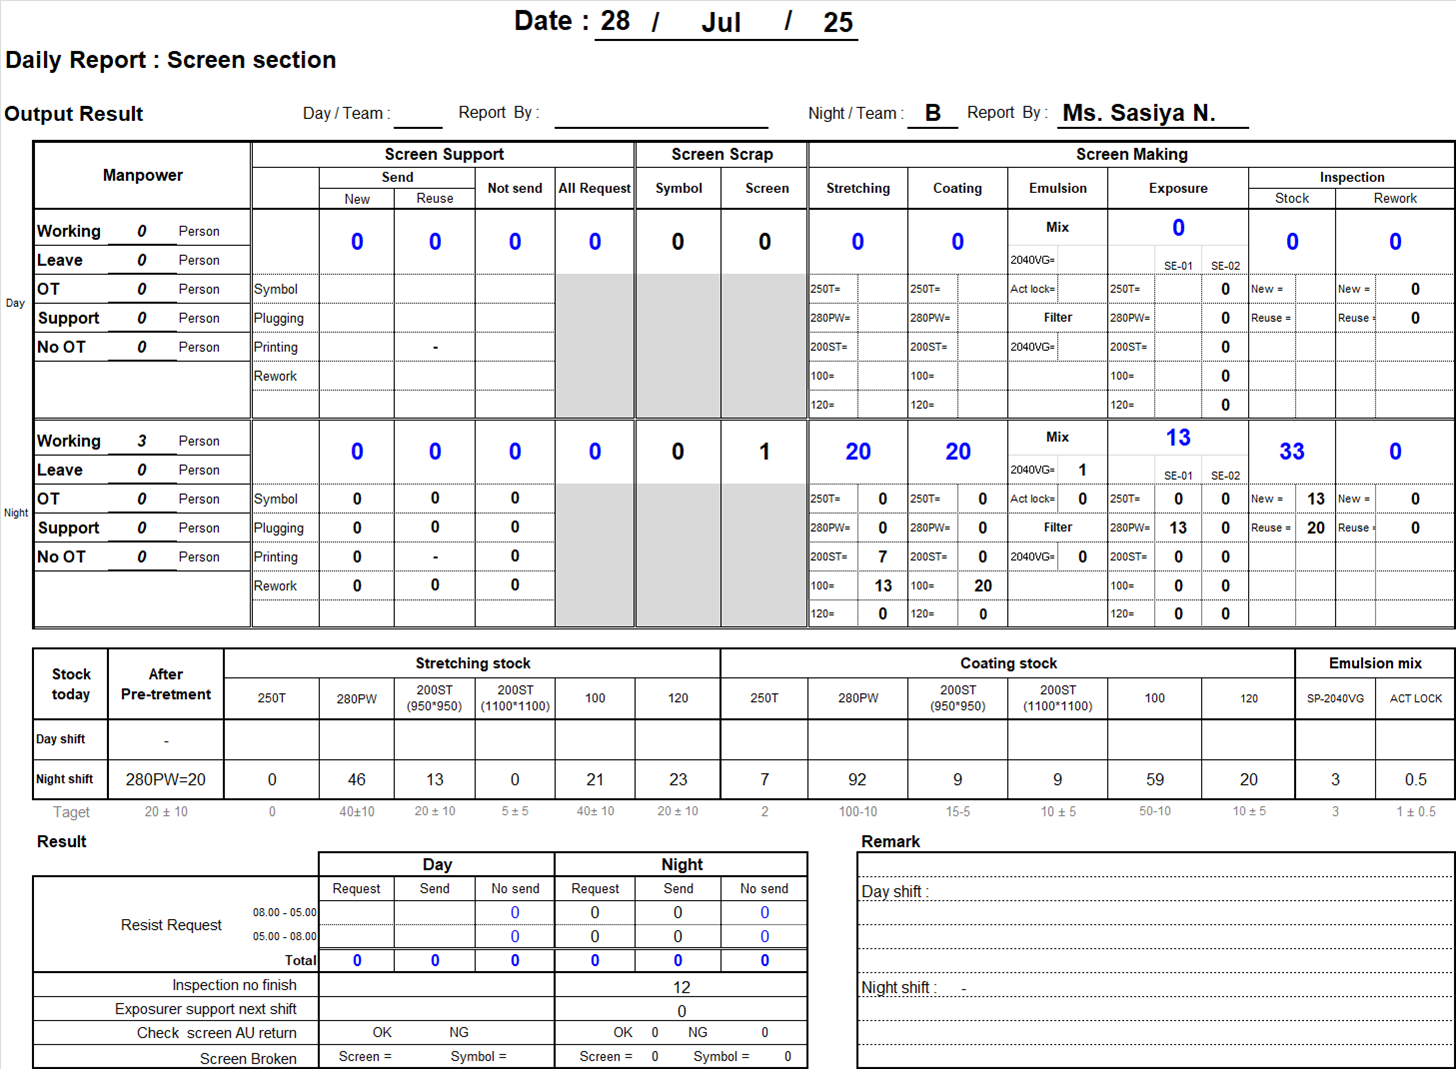 Date : 28 / Jul / 25
Daily Report : Screen section
Output Result Day / Team : Report By : Night / Team : B Report By : Ms. Sasiya N.
Manpower Screen Support Screen Scrap Screen Making
Send Not send All Request Symbol Screen Stretching Coating Emulsion Exposure Inspection
New Reuse Stock Rework
Day
Working 0 Person 0 0 0 0 0 0 0 0 Mix 0 0 0
Leave 0 Person 2040VG= SE-01 SE-02
OT 0 Person Symbol 250T= 250T= Act lock= 250T= 0 New = New = 0
Support 0 Person Plugging 280PW= 280PW= Filter 280PW= 0 Reuse = Reuse = 0
No OT 0 Person Printing - 200ST= 200ST= 2040VG= 200ST= 0
Rework 100= 100= 100= 0
120= 120= 120= 0
Night
Working 3 Person 0 0 0 0 0 1 20 20 Mix 13 33 0
Leave 0 Person 2040VG= 1 SE-01 SE-02
OT 0 Person Symbol 0 0 0 250T= 0 250T= 0 Act lock= 0 250T= 0 0 New = 13 New = 0
Support 0 Person Plugging 0 0 0 280PW= 0 280PW= 0 Filter 280PW= 13 0 Reuse = 20 Reuse = 0
No OT 0 Person Printing 0 - 0 200ST= 7 200ST= 0 2040VG= 0 200ST= 0 0
Rework 0 0 0 100= 13 100= 20 100= 0 0
120= 0 120= 0 120= 0 0
Stock today After Pre-tretment Stretching stock Coating stock Emulsion mix
250T 280PW 200ST (950*950) 200ST (1100*1100) 100 120 250T 280PW 200ST (950*950) 200ST (1100*1100) 100 120 SP-2040VG ACT LOCK
Day shift -
Night shift 280PW=20 0 46 13 0 21 23 7 92 9 9 59 20 3 0.5
Taget 20 ± 10 0 40±10 20 ± 10 5 ± 5 40± 10 20 ± 10 2 100-10 15-5 10 ± 5 50-10 10 ± 5 3 1 ± 0.5
Result
Day Night
Request Send No send Request Send No send
Resist Request
08.00 - 05.00 0 0 0 0
05.00 - 08.00 0 0 0 0
Total 0 0 0 0 0 0
Inspection no finish 12
Exposurer support next shift 0
Check screen AU return OK NG OK 0 NG 0
Screen Broken Screen = Symbol = Screen = 0 Symbol = 0
Remark
Day shift :
Night shift : -